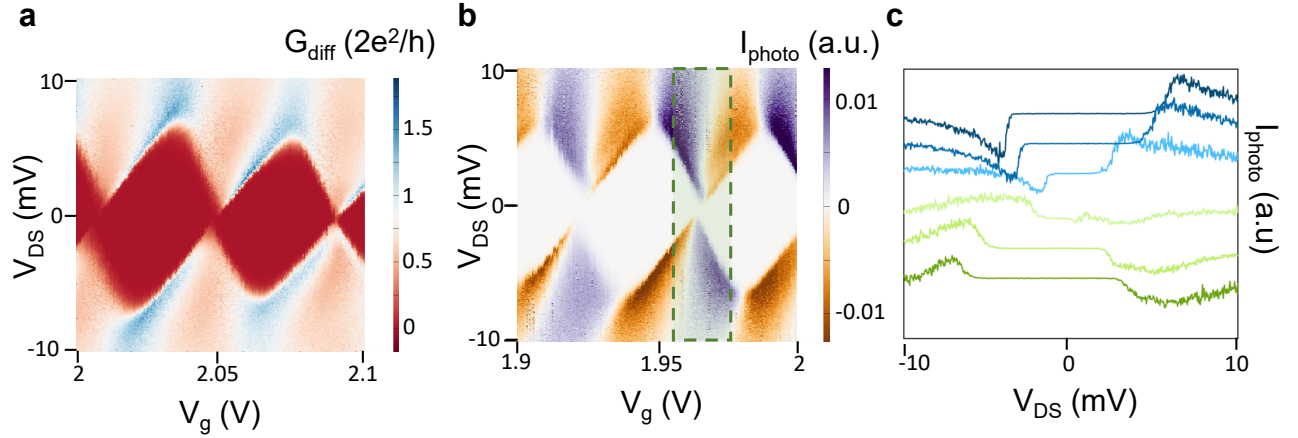 a
G_diff (2e²/h)
10
0
-10
V_DS (mV)
2
2.05
2.1
V_g (V)
1.5
1
0.5
0
b
I_photo (a.u.)
10
0
-10
V_DS (mV)
1.9
1.95
2
V_g (V)
0.01
0
-0.01
c
-10
0
10
V_DS (mV)
I_photo (a.u)